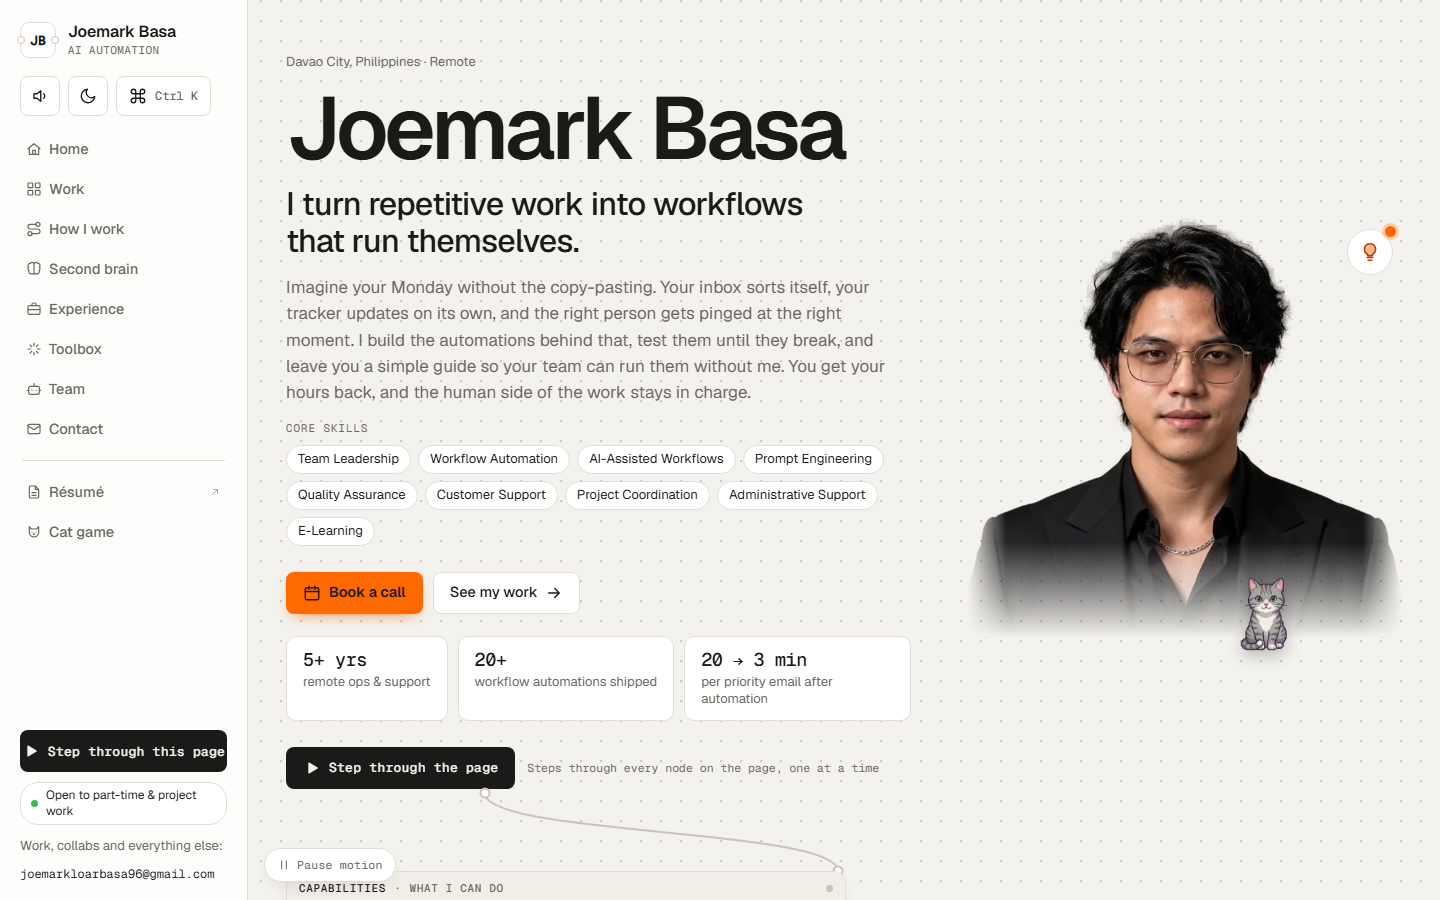 JB
Joemark Basa
AI AUTOMATION
Ctrl K
Home
Work
How I work
Second brain
Experience
Toolbox
Team
Contact
Résumé
Cat game
Step through this page
Open to part-time & project
work
Work, collabs and everything else:
joemarkloarbasa96@gmail.com
Davao City, Philippines · Remote
Joemark Basa
I turn repetitive work into workflows
that run themselves.
Imagine your Monday without the copy-pasting. Your inbox sorts itself, your
tracker updates on its own, and the right person gets pinged at the right
moment. I build the automations behind that, test them until they break, and
leave you a simple guide so your team can run them without me. You get your
hours back, and the human side of the work stays in charge.
CORE SKILLS
Team Leadership
Workflow Automation
AI-Assisted Workflows
Prompt Engineering
Quality Assurance
Customer Support
Project Coordination
Administrative Support
E-Learning
Book a call
See my work →
5+ yrs
remote ops & support
20+
workflow automations shipped
20 → 3 min
per priority email after
automation
Step through the page
Steps through every node on the page, one at a time
Pause motion
CAPABILITIES · WHAT I CAN DO